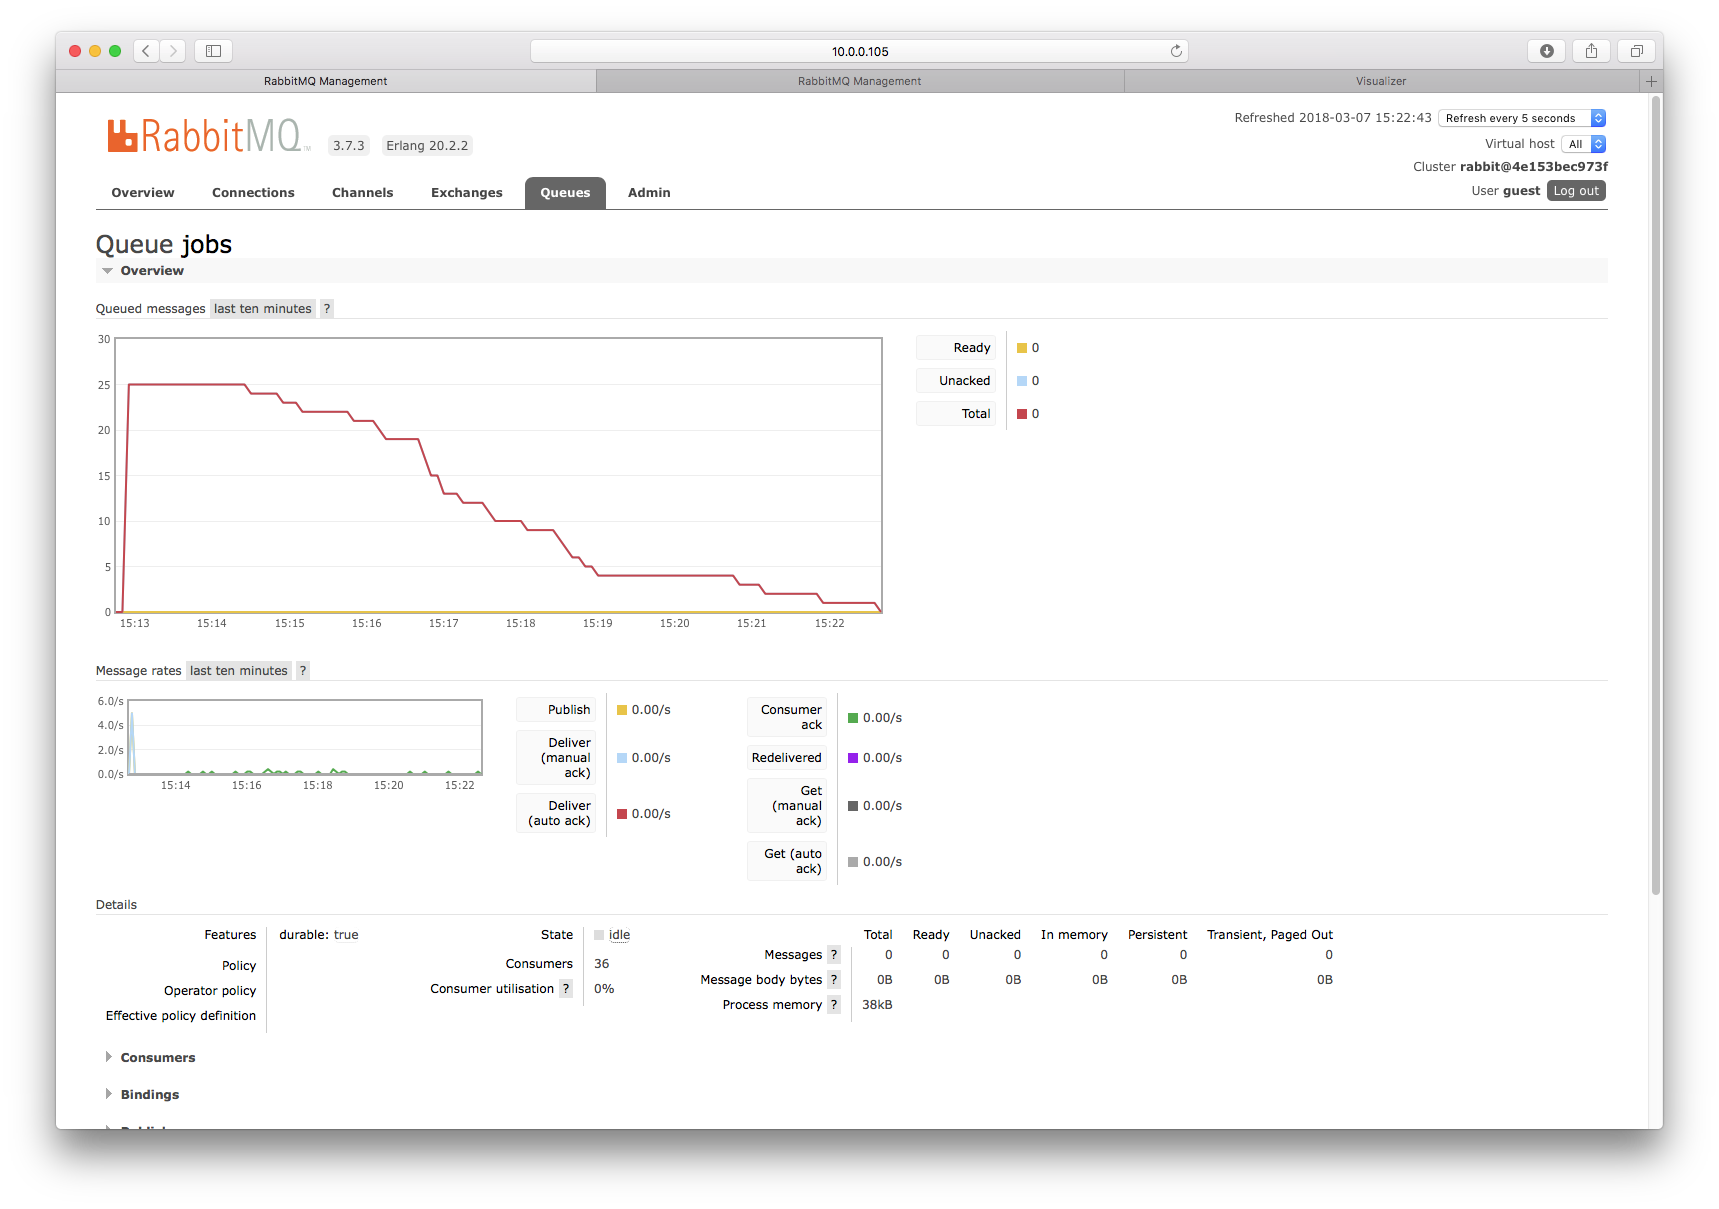 10.0.0.105
RabbitMQ Management
RabbitMQ Management
Visualizer
RabbitMQ™ 3.7.3 Erlang 20.2.2
Refreshed 2018-03-07 15:22:43 Refresh every 5 seconds
Virtual host All
Cluster rabbit@4e153bec973f
User guest Log out
Overview Connections Channels Exchanges Queues Admin
Queue jobs
Overview
Queued messages last ten minutes ?
30
25
20
15
10
5
0
15:13 15:14 15:15 15:16 15:17 15:18 15:19 15:20 15:21 15:22
Ready 0
Unacked 0
Total 0
Message rates last ten minutes ?
6.0/s
4.0/s
2.0/s
0.0/s
15:14 15:16 15:18 15:20 15:22
Publish 0.00/s
Deliver
(manual 0.00/s
ack)
Deliver
(auto ack) 0.00/s
Consumer
ack 0.00/s
Redelivered 0.00/s
Get
(manual 0.00/s
ack)
Get (auto
ack) 0.00/s
Details
Features durable: true
Policy
Operator policy
Effective policy definition
State idle
Consumers 36
Consumer utilisation ? 0%
Total Ready Unacked In memory Persistent Transient, Paged Out
Messages ? 0 0 0 0 0 0
Message body bytes ? 0B 0B 0B 0B 0B 0B
Process memory ? 38kB
Consumers
Bindings